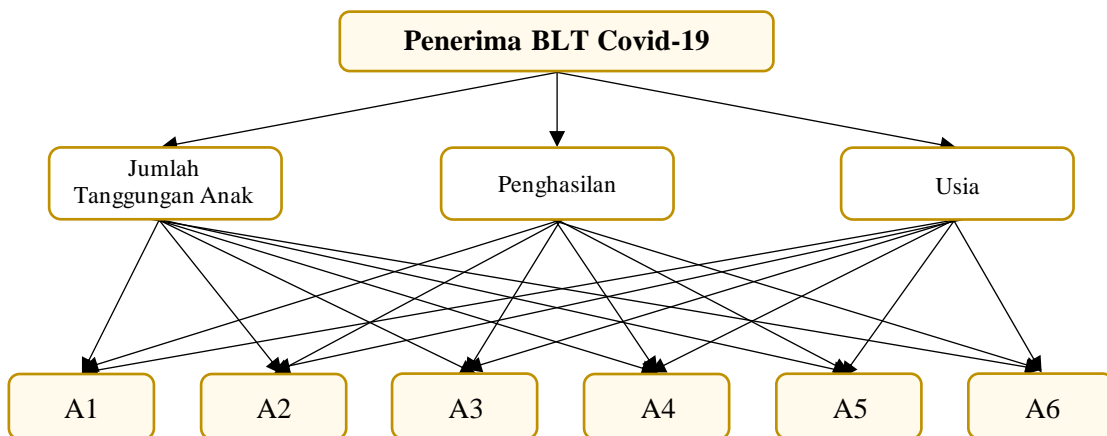 Penerima BLT Covid-19
Jumlah
Tanggungan Anak
Penghasilan
Usia
A1
A2
A3
A4
A5
A6